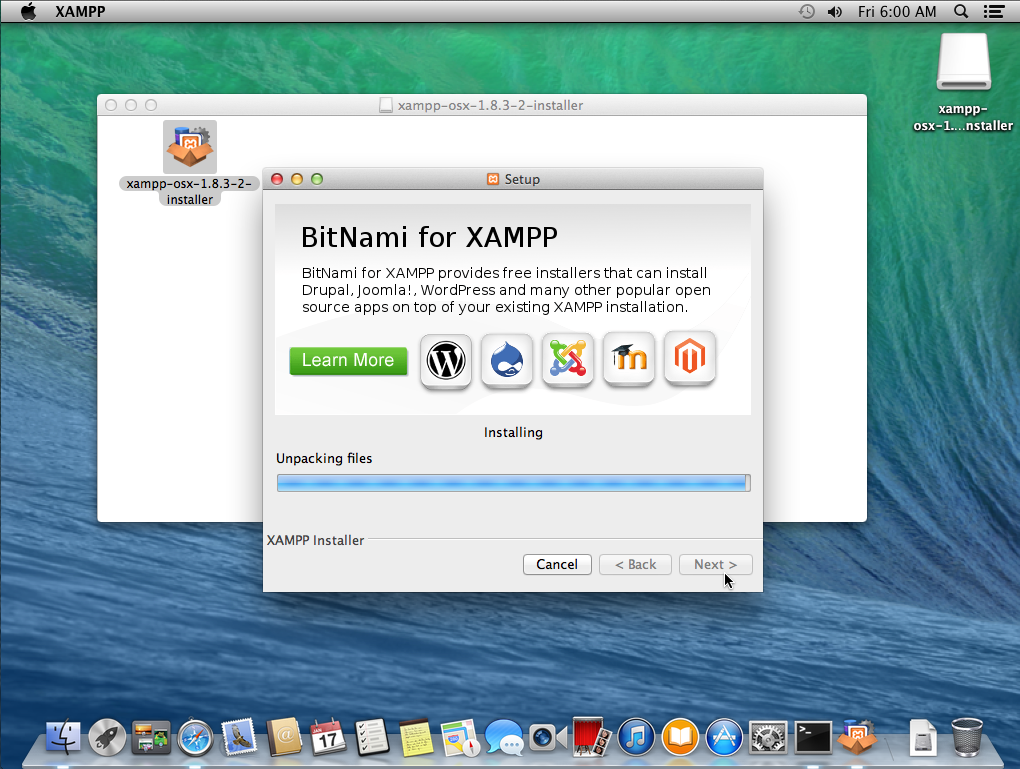 XAMPP
Fri 6:00 AM
xampp-osx-1.8.3-2-installer
xampp-
osx-1....nstaller
xampp-osx-1.8.3-2-
installer
Setup
BitNami for XAMPP
BitNami for XAMPP provides free installers that can install
Drupal, Joomla!, WordPress and many other popular open
source apps on top of your existing XAMPP installation.
Learn More
m
Installing
Unpacking files
XAMPP Installer
Cancel
< Back
Next >
17